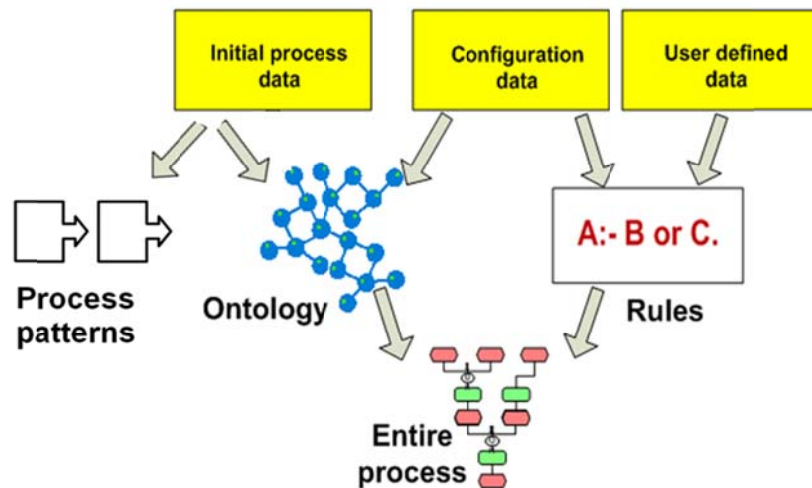 Initial process
data
Configuration
data
User defined
data
A:- B or C.
Process
patterns
Ontology
Rules
Entire
process